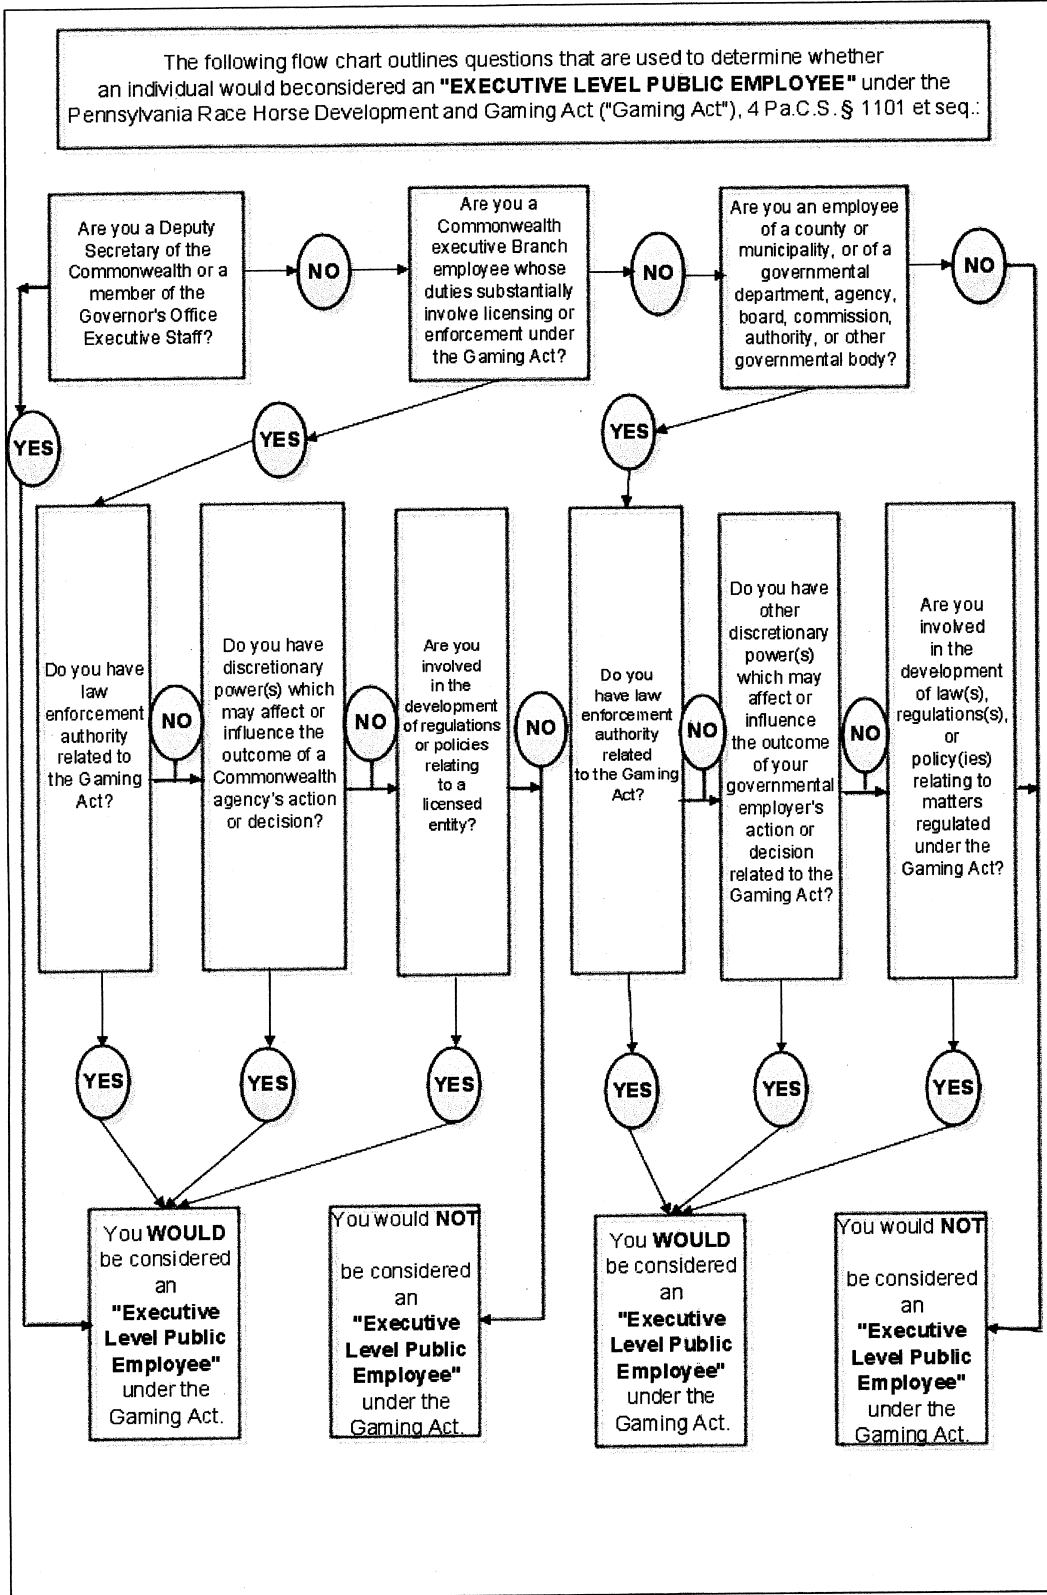 The following flow chart outlines questions that are used to determine whether
an individual would beconsidered an "EXECUTIVE LEVEL PUBLIC EMPLOYEE" under the
Pennsylvania Race Horse Development and Gaming Act ("Gaming Act"), 4 Pa.C.S. § 1101 et seq.:
Are you a Deputy
Secretary of the
Commonwealth or a
member of the
Governor's Office
Executive Staff?
NO
Are you a
Commonwealth
executive Branch
employee whose
duties substantially
involve licensing or
enforcement under
the Gaming Act?
NO
Are you an employee
of a county or
municipality, or of a
governmental
department, agency,
board, commission,
authority, or other
governmental body?
NO
YES
YES
YES
Do you have
law
enforcement
authority
related to
the Gaming
Act?
NO
Do you have
discretionary
power(s) which
may affect or
influence the
outcome of a
Commonwealth
agency's action
or decision?
NO
Are you
involved
in the
development
of regulations
or policies
relating
to a
licensed
entity?
NO
Do you
have law
enforcement
authority
related
to the Gaming
Act?
NO
Do you have
other
discretionary
power(s)
which may
affect or
influence
the outcome
of your
governmental
employer's
action or
decision
related to the
Gaming Act?
NO
Are you
involved
in the
development
of law(s),
regulations(s),
or
policy(ies)
relating to
matters
regulated
under the
Gaming Act?
YES
YES
YES
YES
YES
YES
You WOULD
be considered
an
"Executive
Level Public
Employee"
under the
Gaming Act.
You would NOT
be considered
an
"Executive
Level Public
Employee"
under the
Gaming Act.
You WOULD
be considered
an
"Executive
Level Public
Employee"
under the
Gaming Act.
You would NOT
be considered
an
"Executive
Level Public
Employee"
under the
Gaming Act.